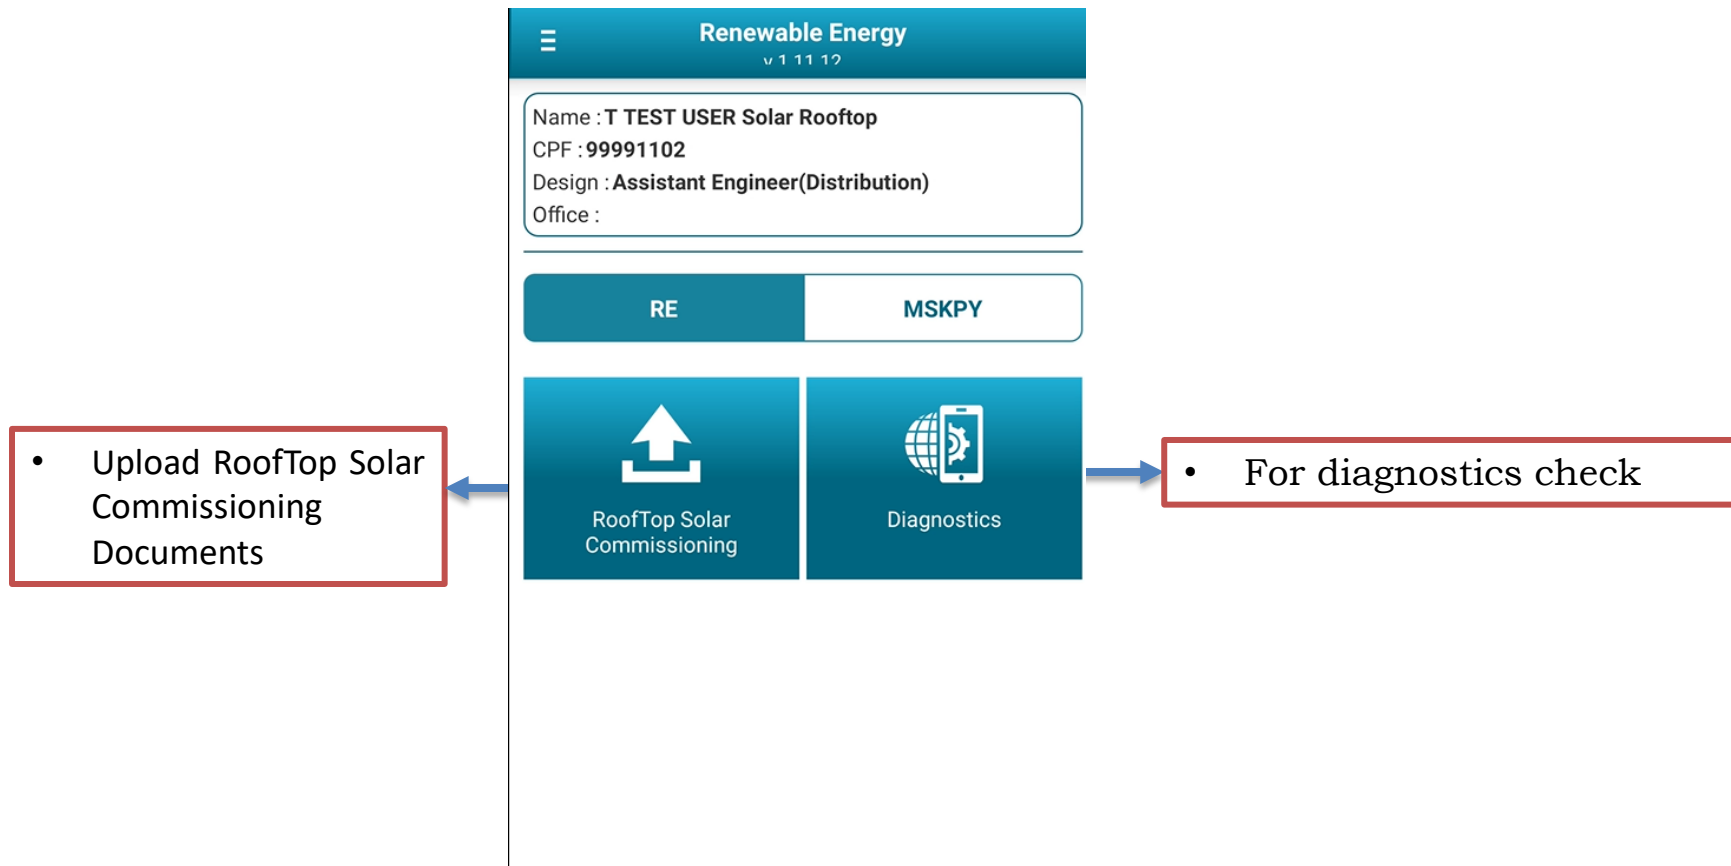 Renewable Energy
v 1.11.12
Name : T TEST USER Solar Rooftop
CPF : 99991102
Design : Assistant Engineer(Distribution)
Office :
RE
MSKPY
• Upload RoofTop Solar
Commissioning
Documents
RoofTop Solar
Commissioning
Diagnostics
• For diagnostics check